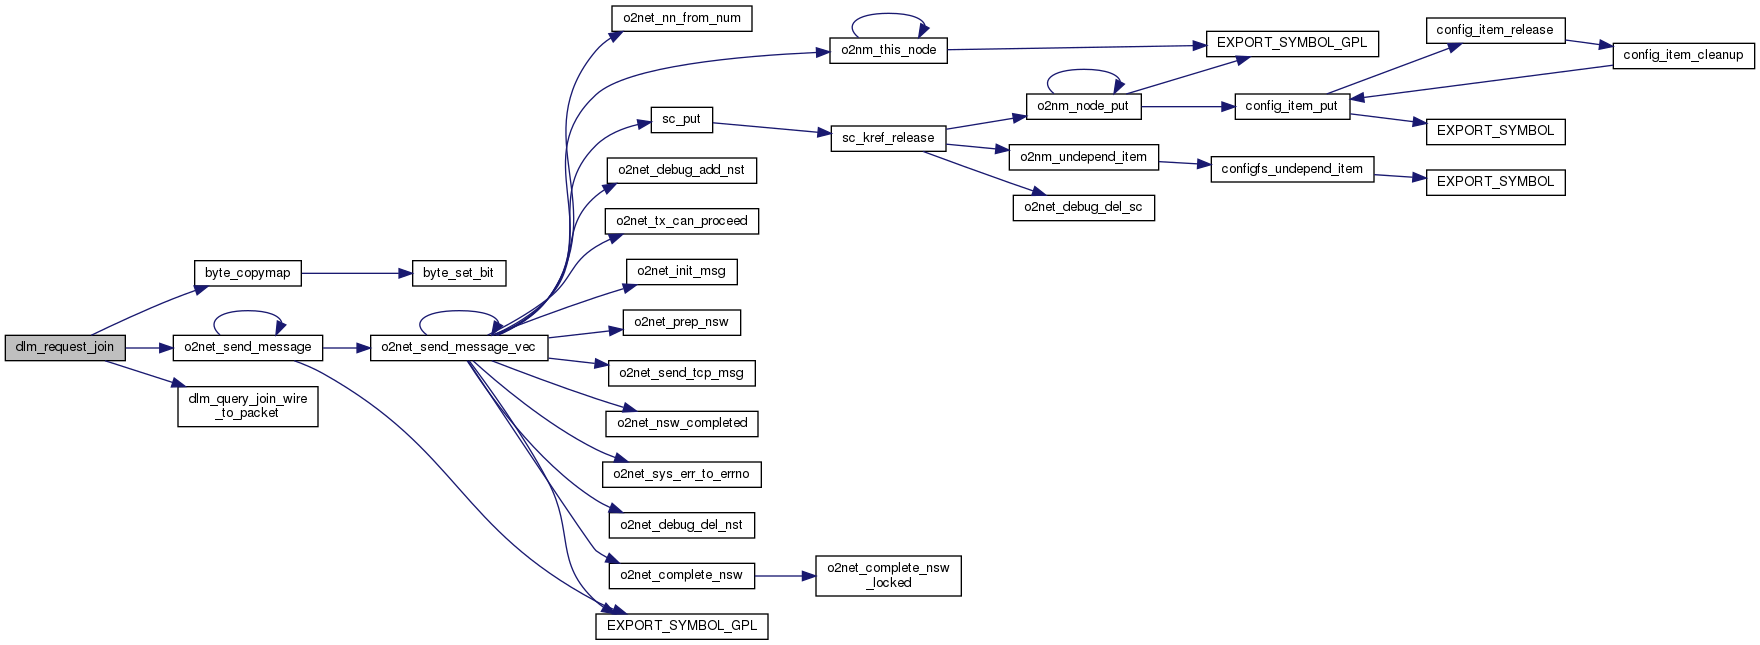 o2net_nn_from_num
o2nm_this_node
EXPORT_SYMBOL_GPL
config_item_release
config_item_cleanup
o2nm_node_put
config_item_put
EXPORT_SYMBOL
sc_put
sc_kref_release
o2nm_undepend_item
configfs_undepend_item
EXPORT_SYMBOL
o2net_debug_del_sc
o2net_debug_add_nst
o2net_tx_can_proceed
byte_copymap
byte_set_bit
o2net_init_msg
o2net_prep_nsw
dlm_request_join
o2net_send_message
o2net_send_message_vec
o2net_send_tcp_msg
dlm_query_join_wire
_to_packet
o2net_nsw_completed
o2net_sys_err_to_errno
o2net_debug_del_nst
o2net_complete_nsw
o2net_complete_nsw
_locked
EXPORT_SYMBOL_GPL